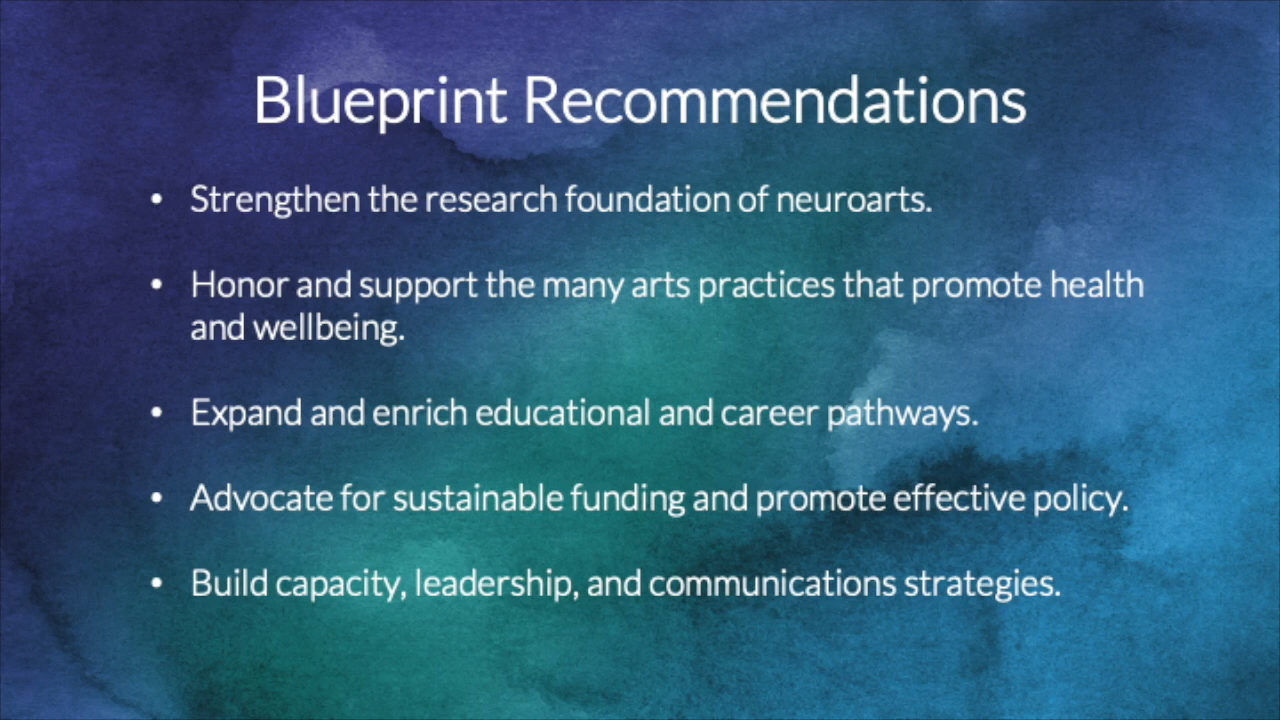 Blueprint Recommendations
• Strengthen the research foundation of neuroarts.
• Honor and support the many arts practices that promote health
and wellbeing.
• Expand and enrich educational and career pathways.
• Advocate for sustainable funding and promote effective policy.
• Build capacity, leadership, and communications strategies.